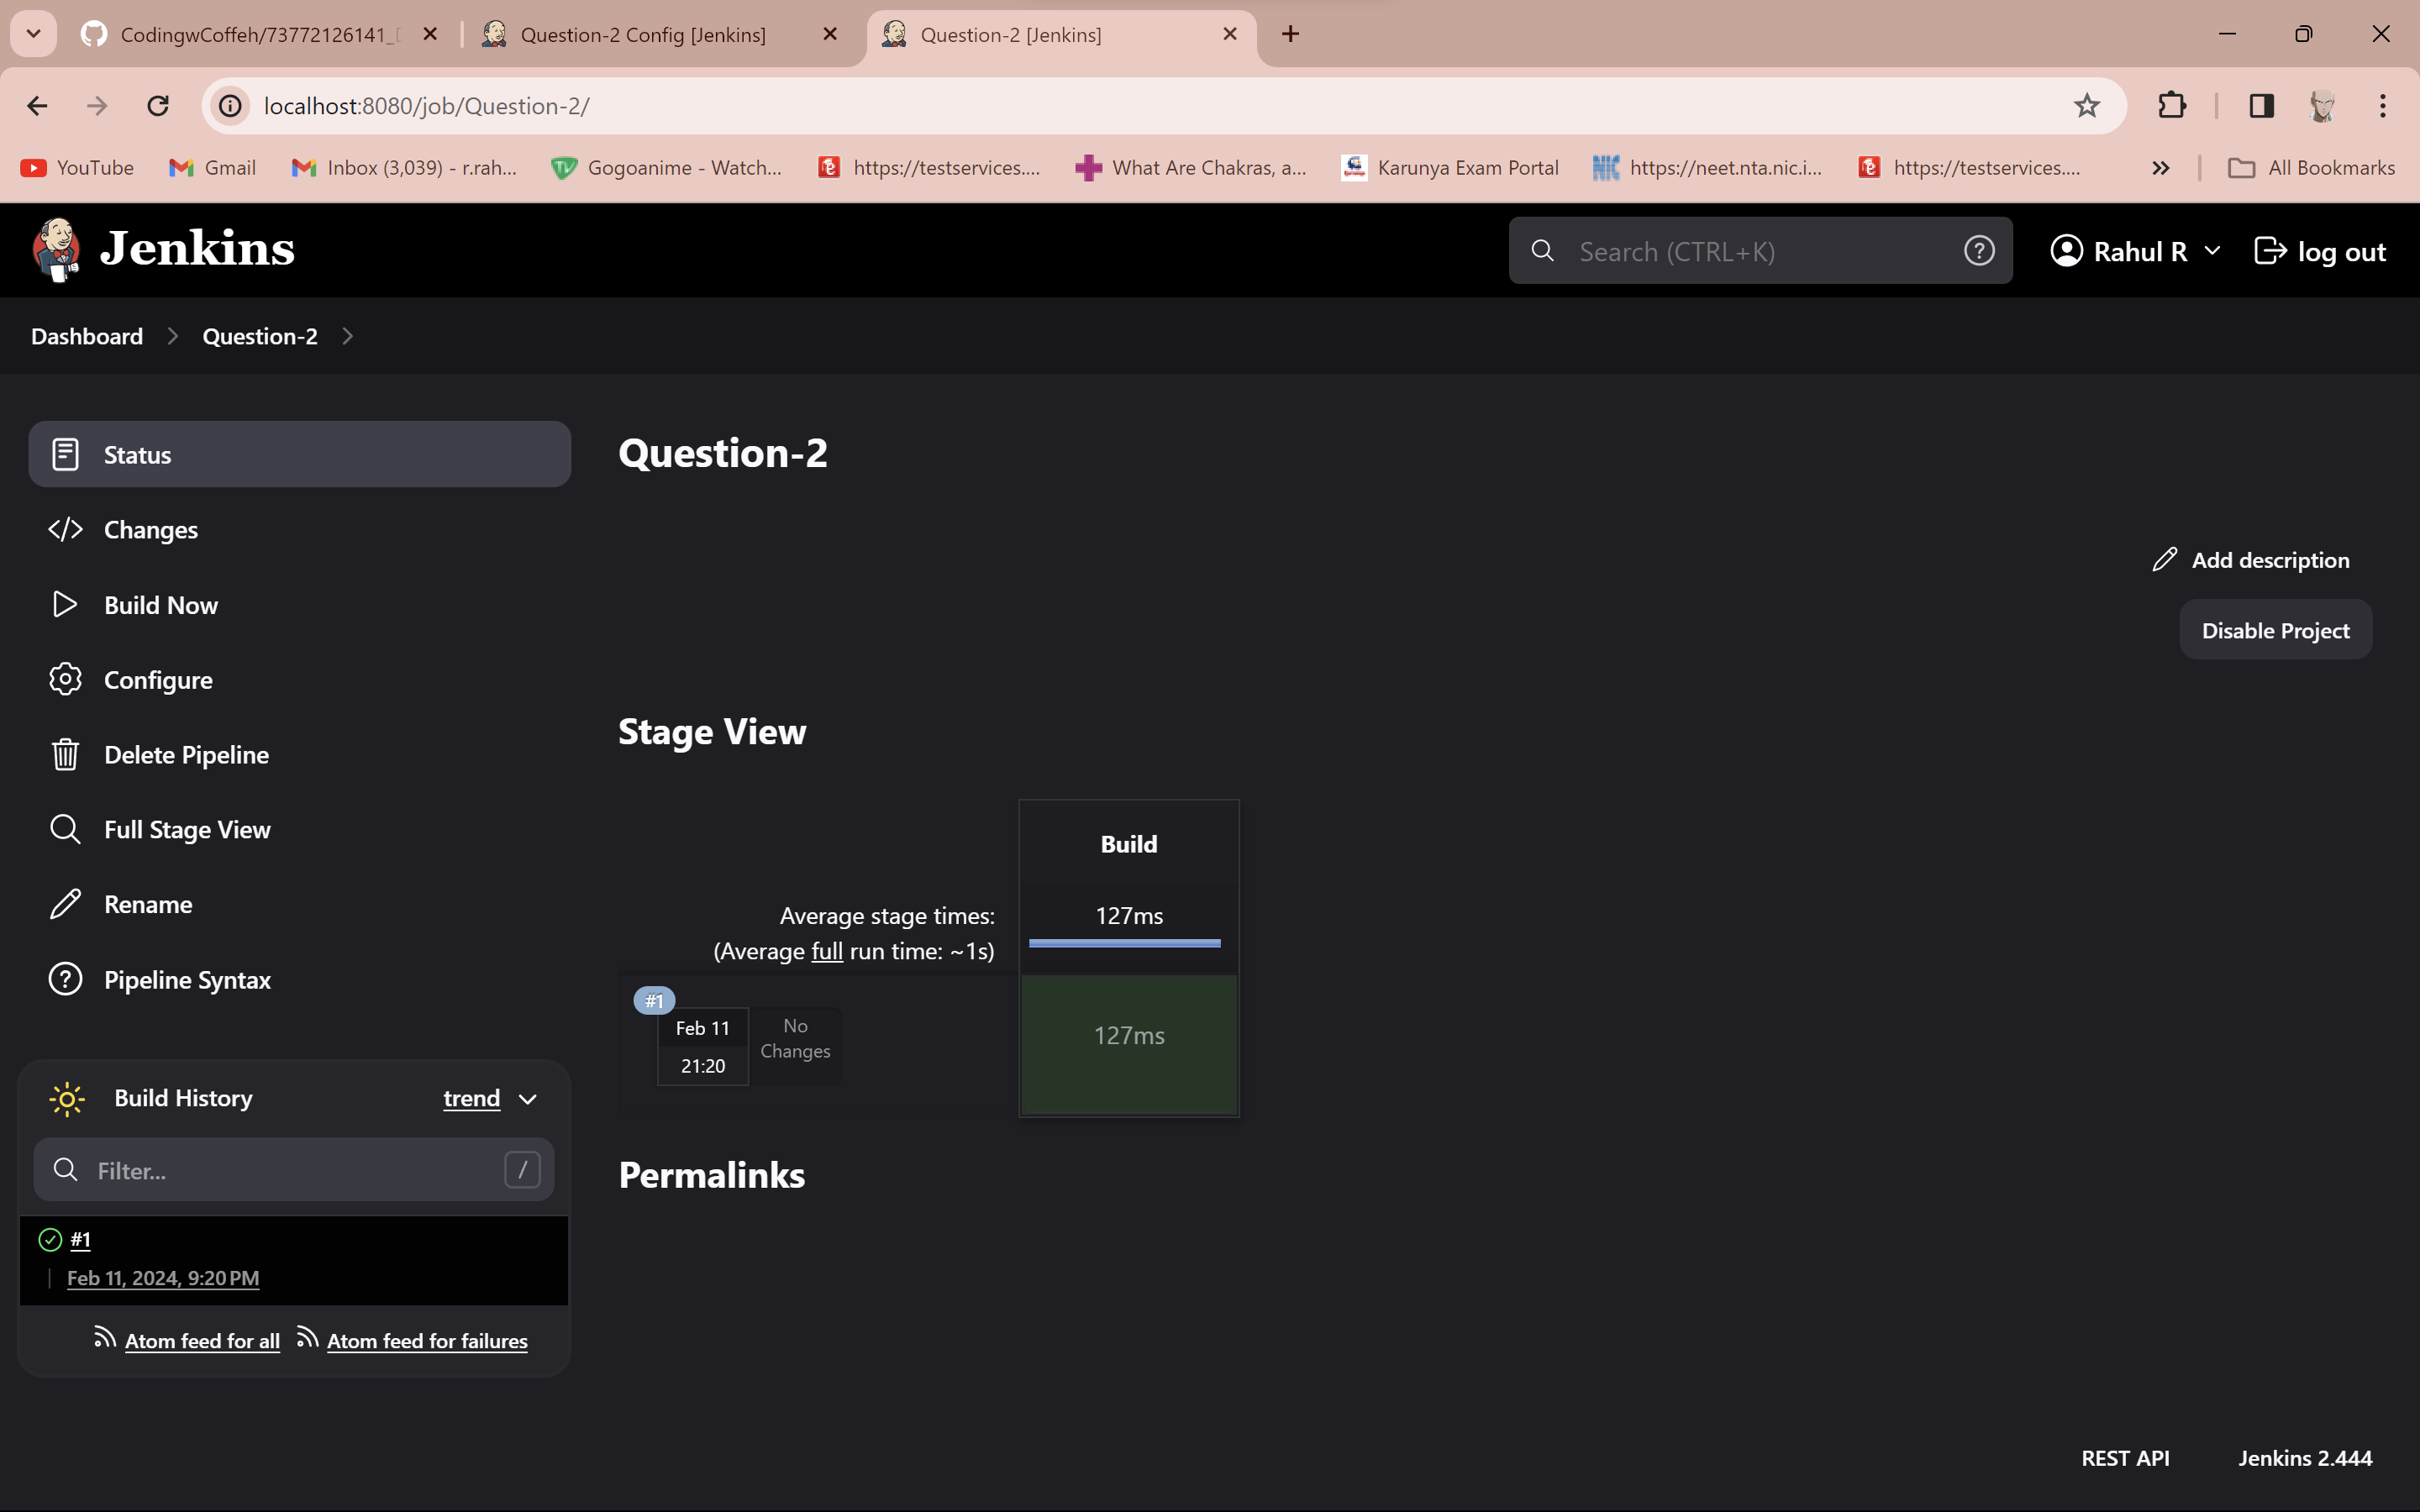 CodingwCoffeh/73772126141_D
Question-2 Config [Jenkins]
Question-2 [Jenkins]
localhost:8080/job/Question-2/
YouTube
Gmail
Inbox (3,039) - r.rah...
Gogoanime - Watch...
https://testservices....
What Are Chakras, a...
Karunya Exam Portal
https://neet.nta.nic.i...
https://testservices....
All Bookmarks
Jenkins
Search (CTRL+K)
Rahul R
log out
Dashboard
Question-2
Status
Changes
Build Now
Configure
Delete Pipeline
Full Stage View
Rename
Pipeline Syntax
Build History
trend
Filter...
/
#1
Feb 11, 2024, 9:20 PM
Atom feed for all
Atom feed for failures
Question-2
Add description
Disable Project
Stage View
Build
Average stage times:
127ms
(Average full run time: ~1s)
#1
Feb 11
21:20
No
Changes
127ms
Permalinks
REST API
Jenkins 2.444